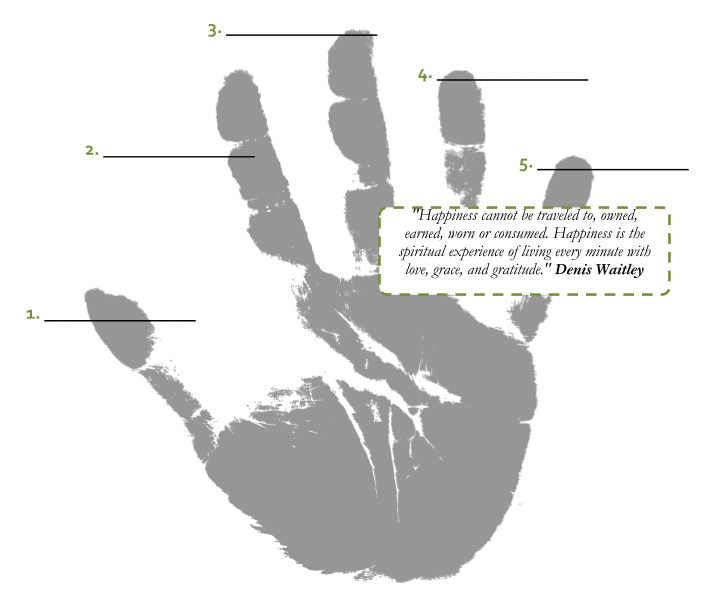 3.
4.
2.
5.
"Happiness cannot be traveled to, owned,
earned, worn or consumed. Happiness is the
spiritual experience of living every minute with
love, grace, and gratitude." Denis Waitley
1.